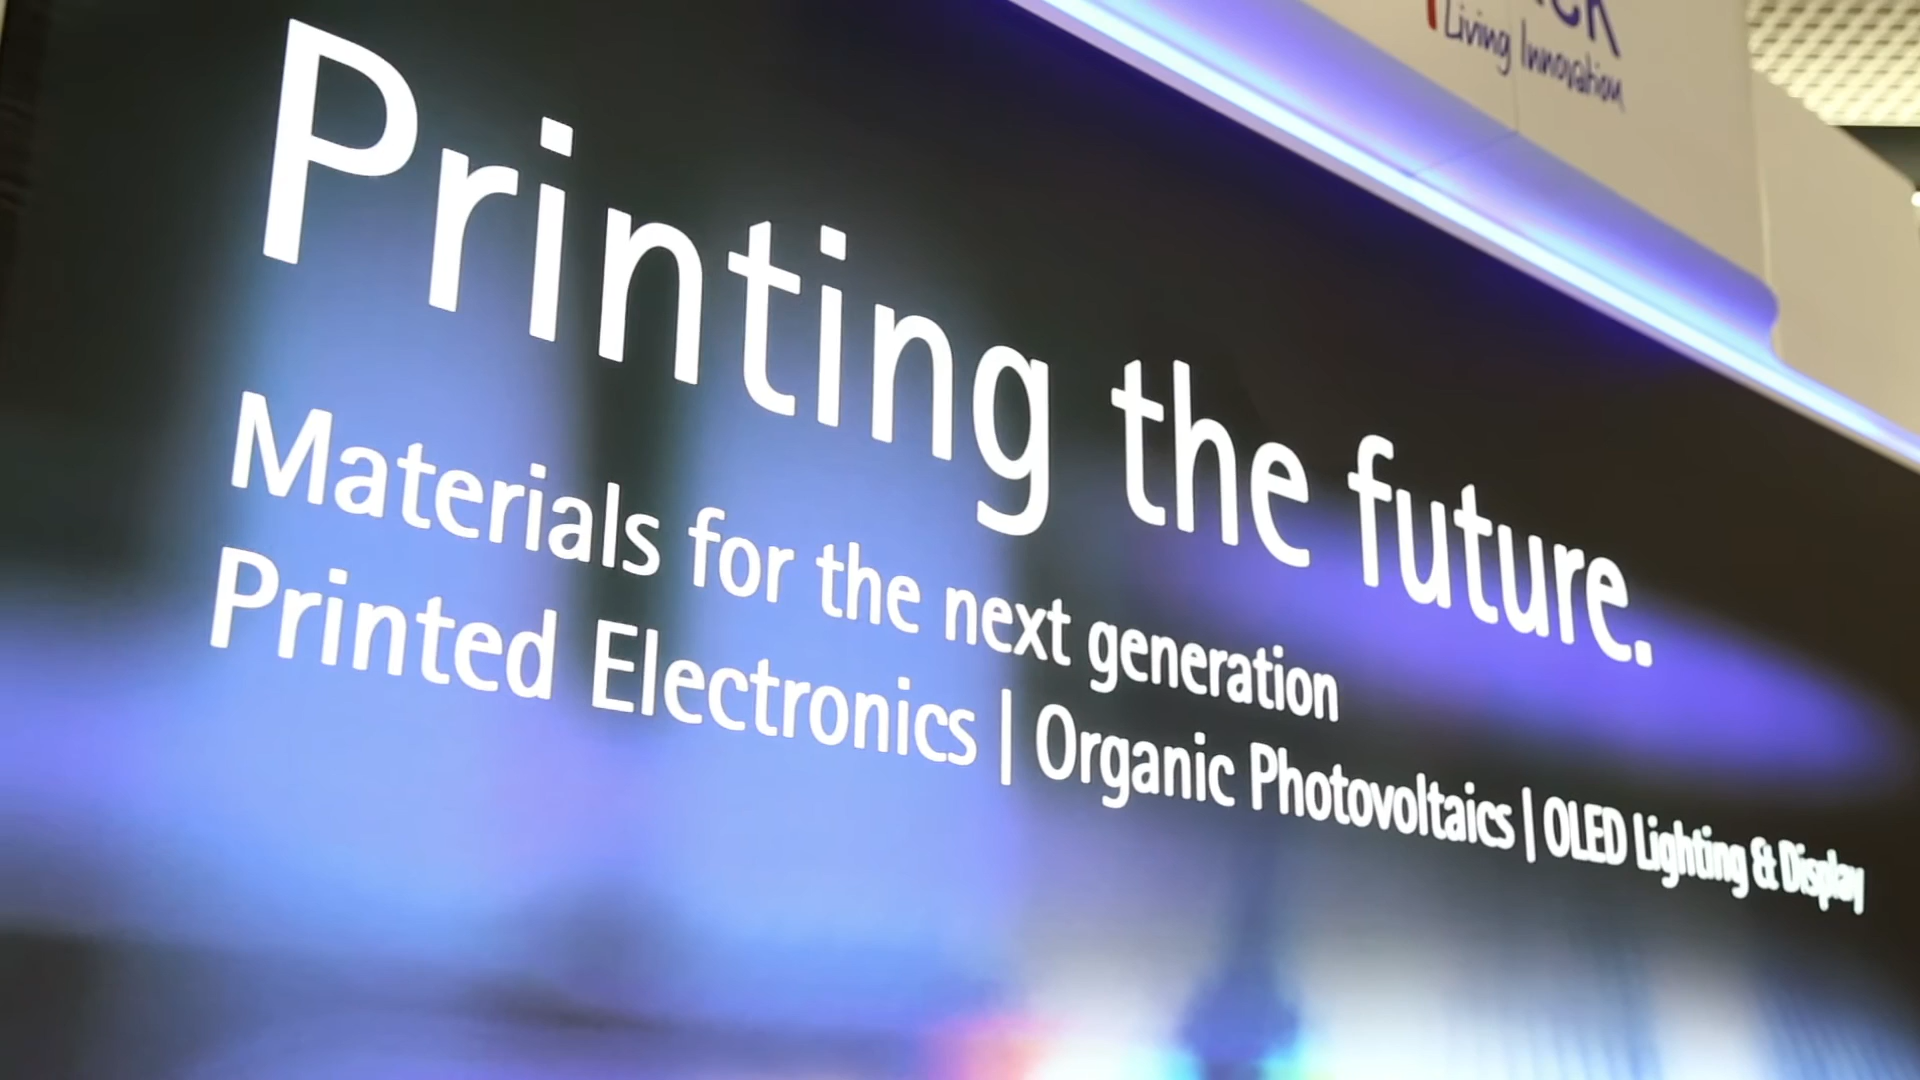 Living Innovation
Printing the future.
Materials for the next generation
Printed Electronics | Organic Photovoltaics | OLED Lighting & Display